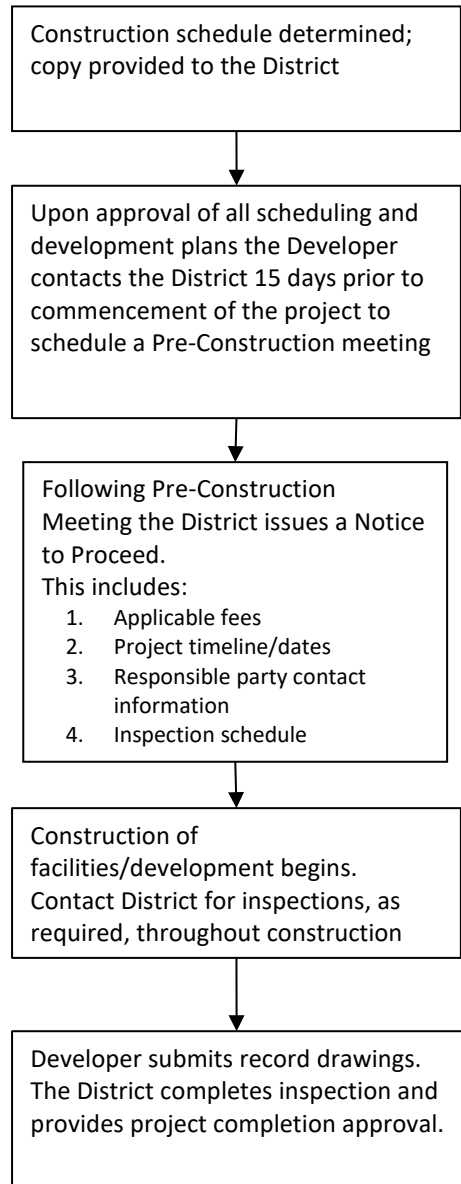 Construction schedule determined;
copy provided to the District
Upon approval of all scheduling and
development plans the Developer
contacts the District 15 days prior to
commencement of the project to
schedule a Pre-Construction meeting
Following Pre-Construction
Meeting the District issues a Notice
to Proceed.
This includes:
1. Applicable fees
2. Project timeline/dates
3. Responsible party contact
information
4. Inspection schedule
Construction of
facilities/development begins.
Contact District for inspections, as
required, throughout construction
Developer submits record drawings.
The District completes inspection and
provides project completion approval.